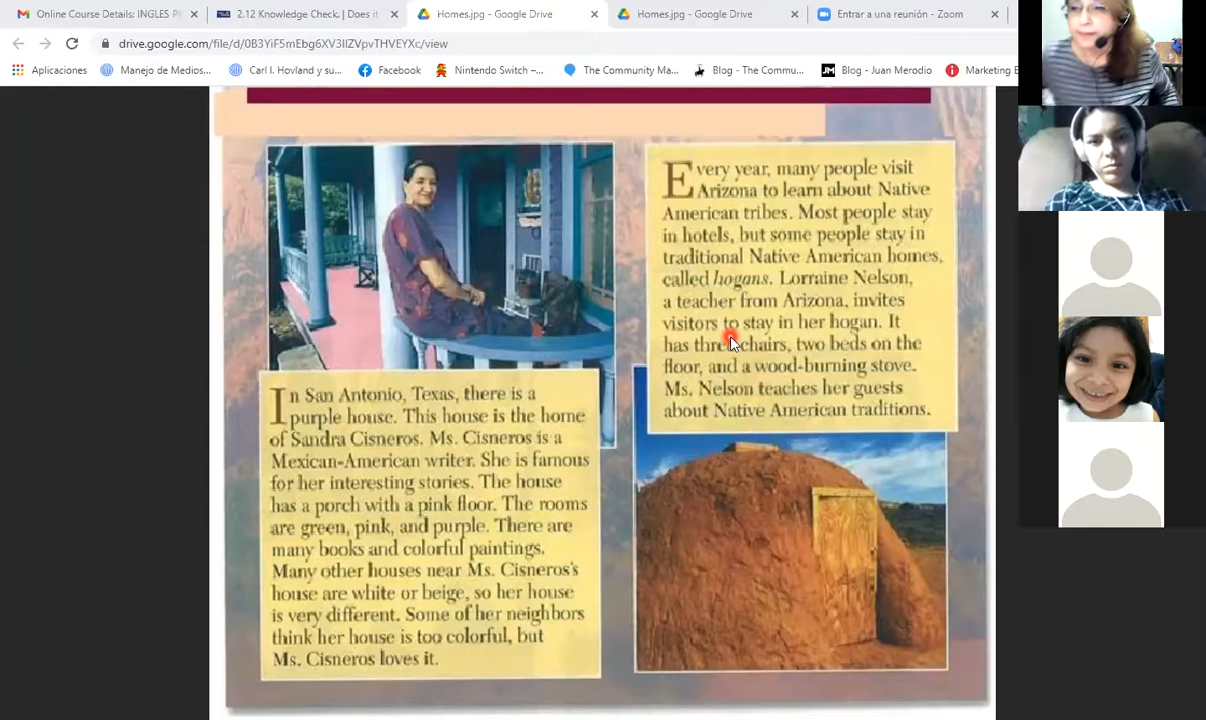 Online Course Details: INGLES P
2.12 Knowledge Check. | Does it
Homes.jpg - Google Drive
Homes.jpg - Google Drive
Entrar a una reunión - Zoom
drive.google.com/file/d/0B3YiF5mEbg6XV3lIZVpvTHVEYXc/view
Aplicaciones
Manejo de Medios...
Carl I. Hovland y su...
Facebook
Nintendo Switch –...
The Community Ma...
Blog - The Commu...
JM Blog - Juan Merodio
Marketing
In San Antonio, Texas, there is a
purple house. This house is the home
of Sandra Cisneros. Ms. Cisneros is a
Mexican-American writer. She is famous
for her interesting stories. The house
has a porch with a pink floor. The rooms
are green, pink, and purple. There are
many books and colorful paintings.
Many other houses near Ms. Cisneros's
house are white or beige, so her house
is very different. Some of her neighbors
think her house is too colorful, but
Ms. Cisneros loves it.
Every year, many people visit
Arizona to learn about Native
American tribes. Most people stay
in hotels, but some people stay in
traditional Native American homes,
called hogans. Lorraine Nelson,
a teacher from Arizona, invites
visitors to stay in her hogan. It
has three chairs, two beds on the
floor, and a wood-burning stove.
Ms. Nelson teaches her guests
about Native American traditions.